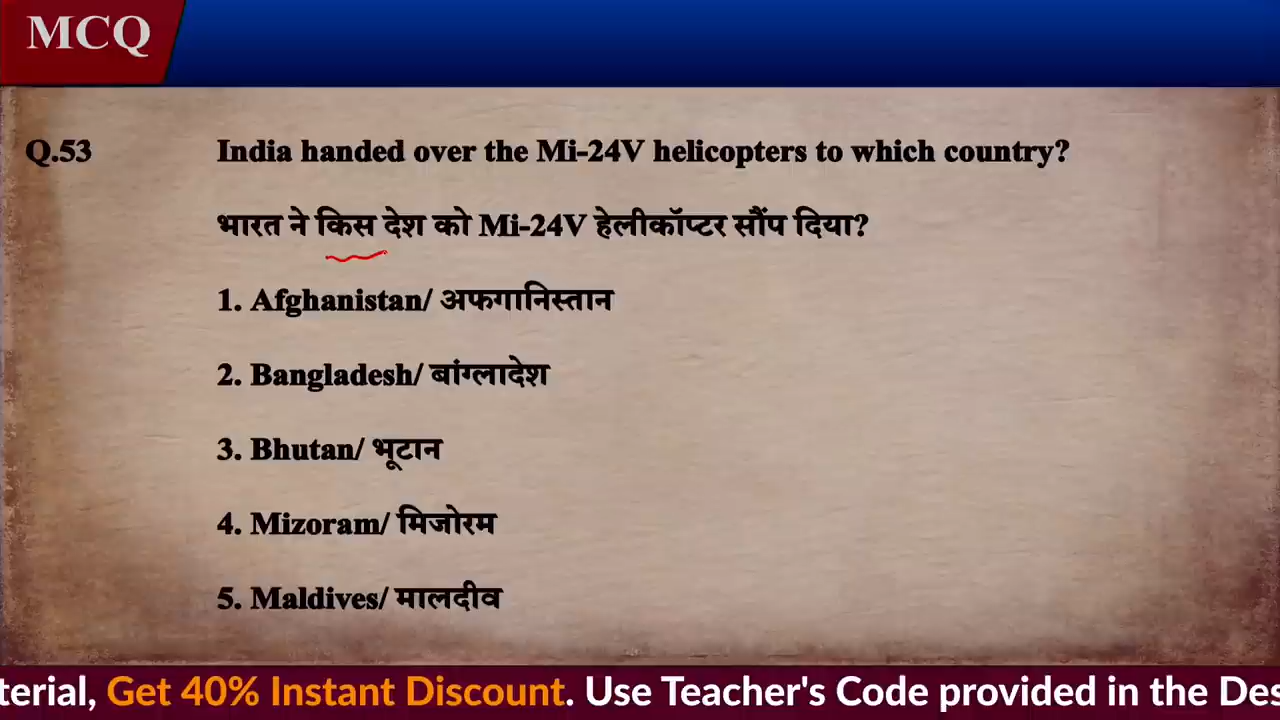 MCQ
Q.53 India handed over the Mi-24V helicopters to which country?
भारत ने किस देश को Mi-24V हेलीकॉप्टर सौंप दिया?
1. Afghanistan/ अफगानिस्तान
2. Bangladesh/ बांग्लादेश
3. Bhutan/ भूटान
4. Mizoram/ मिजोरम
5. Maldives/ मालदीव
terial, Get 40% Instant Discount. Use Teacher's Code provided in the Des